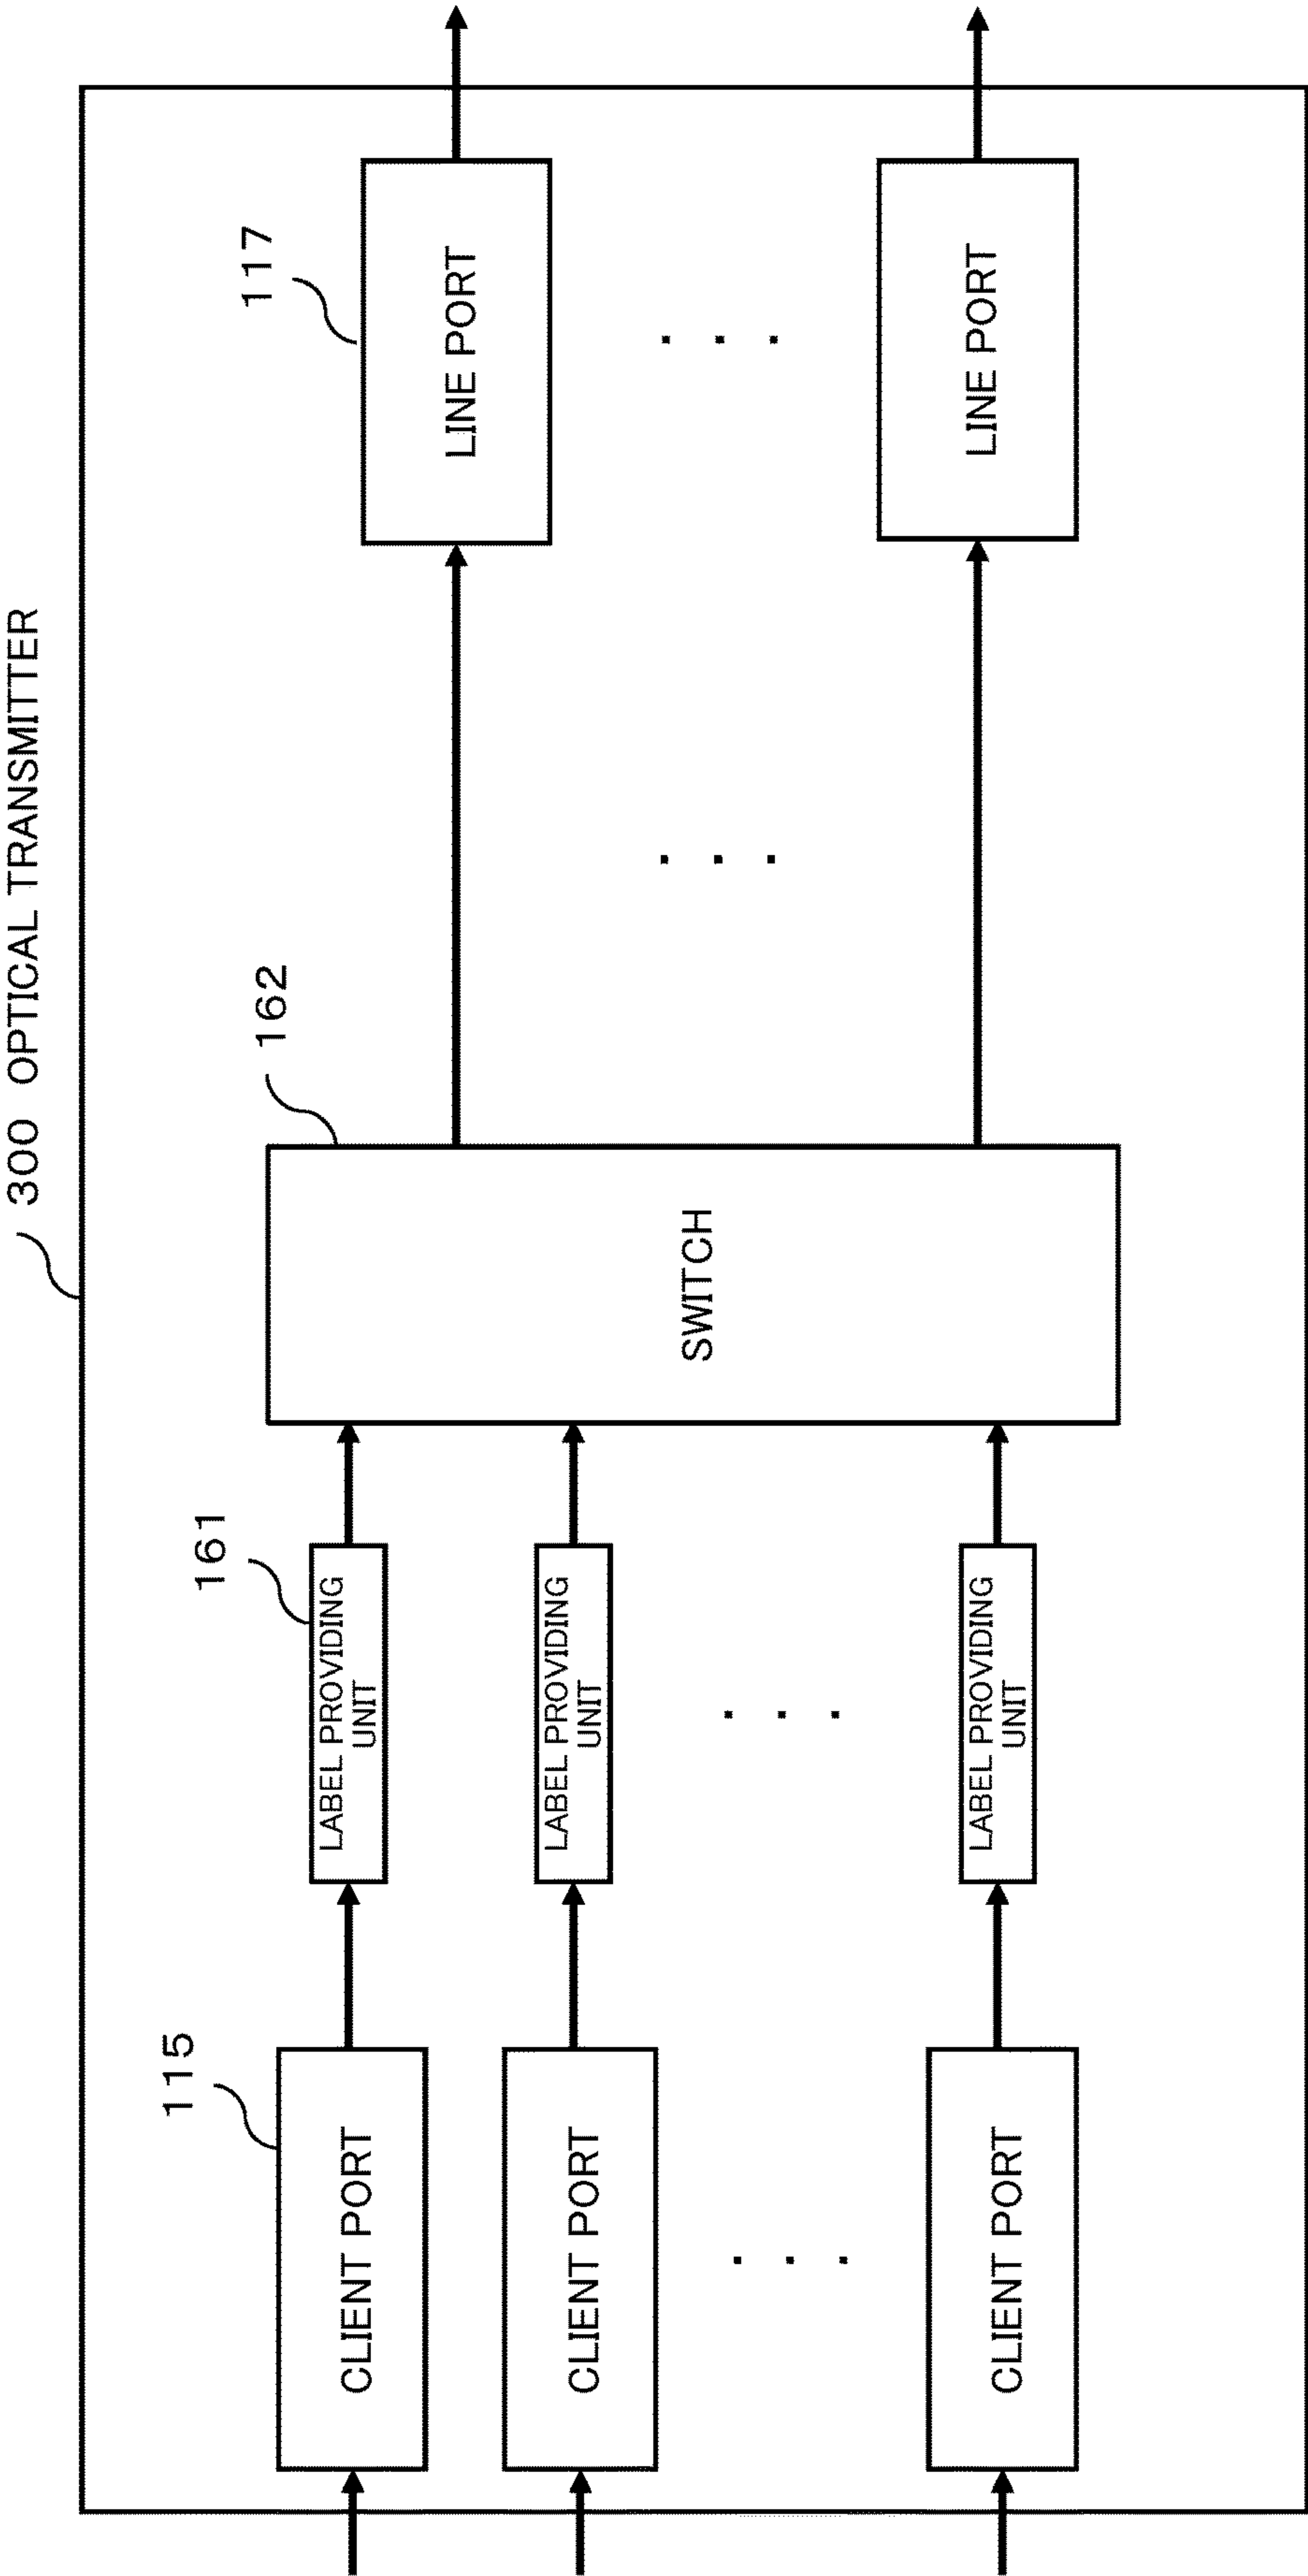 300 OPTICAL TRANSMITTER
115
CLIENT PORT
161
LABEL PROVIDING
UNIT
162
SWITCH
117
LINE PORT
CLIENT PORT
LABEL PROVIDING
UNIT
CLIENT PORT
LABEL PROVIDING
UNIT
LINE PORT